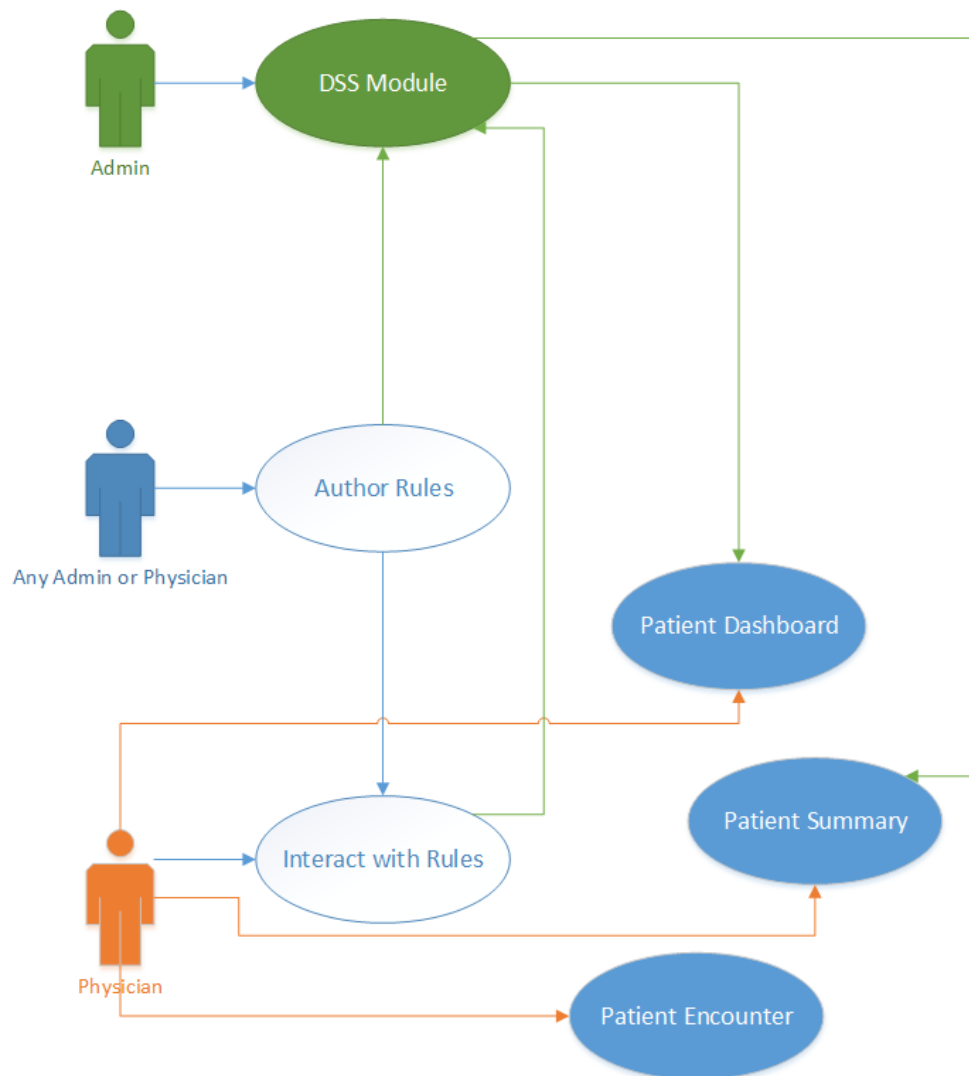 DSS Module
Admin
Author Rules
Any Admin or Physician
Patient Dashboard
Patient Summary
Interact with Rules
Physician
Patient Encounter